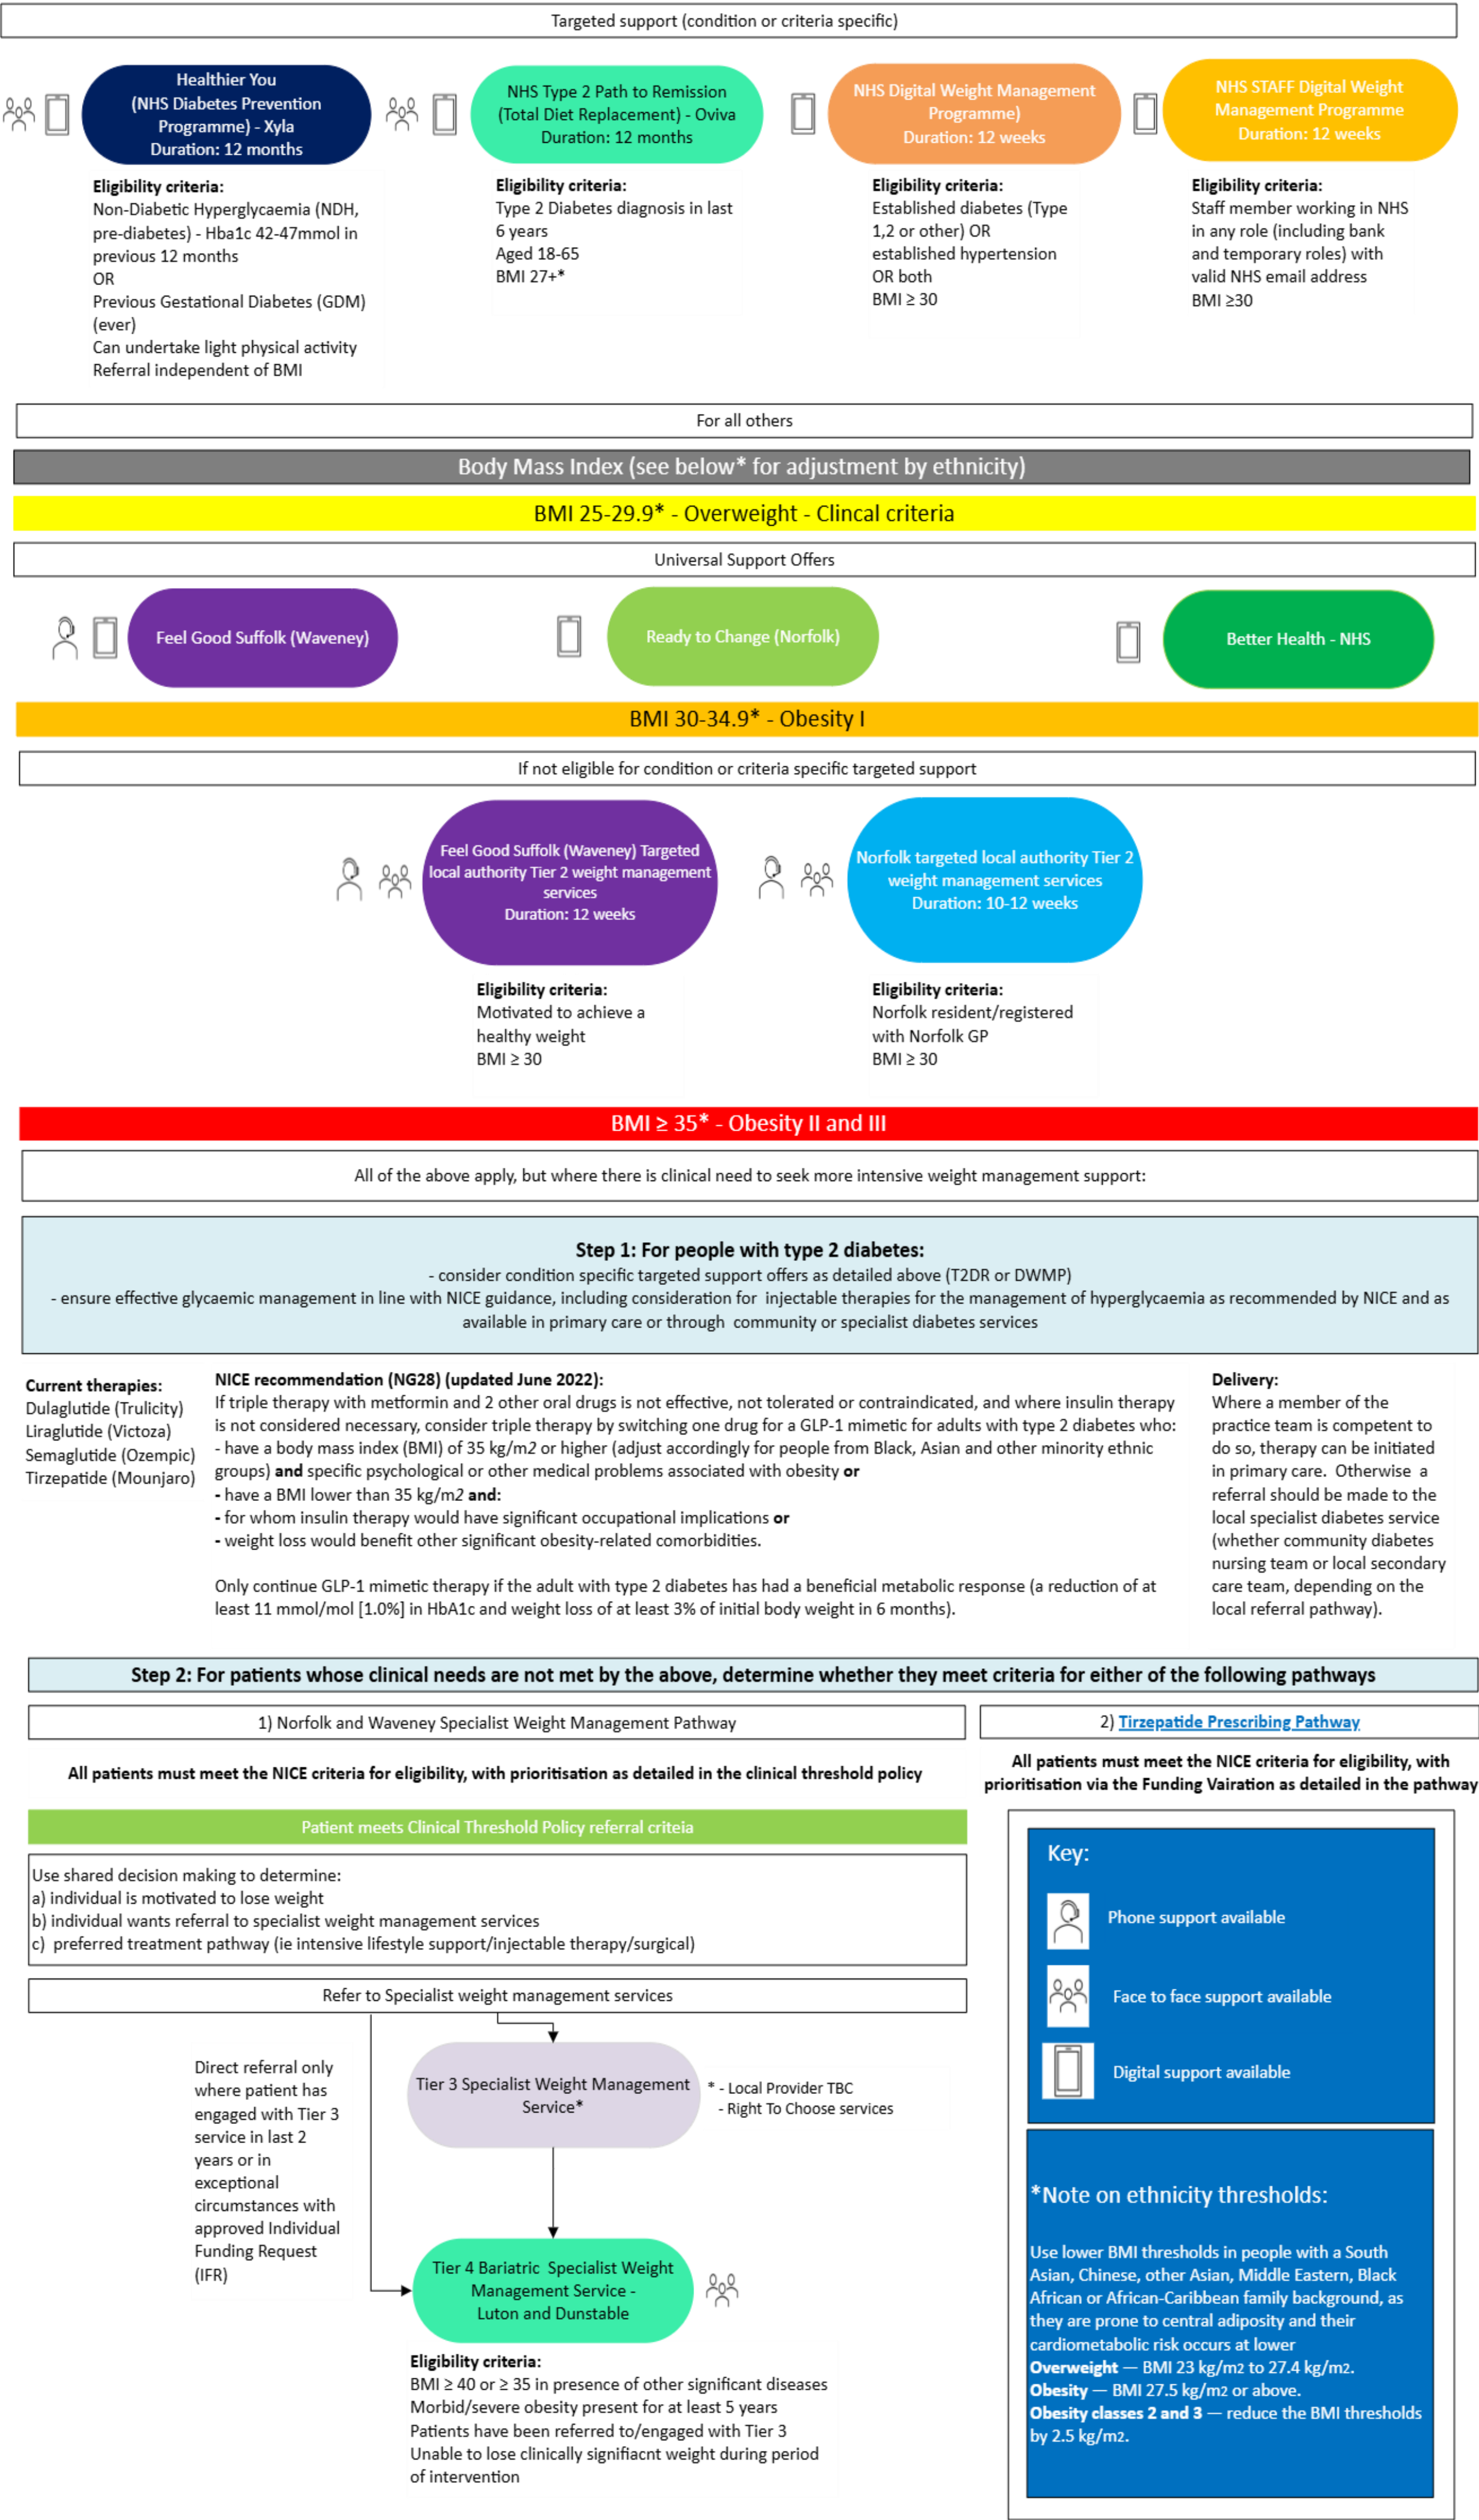 Targeted support (condition or criteria specific)
Healthier You
(NHS Diabetes Prevention
Programme) - Xyla
Duration: 12 months
NHS Type 2 Path to Remission
(Total Diet Replacement) - Oviva
Duration: 12 months
NHS Digital Weight Management
Programme)
Duration: 12 weeks
NHS STAFF Digital Weight
Management Programme
Duration: 12 weeks
Eligibility criteria:
Non-Diabetic Hyperglycaemia (NDH,
pre-diabetes) - Hba1c 42-47mmol in
previous 12 months
OR
Previous Gestational Diabetes (GDM)
(ever)
Can undertake light physical activity
Referral independent of BMI
Eligibility criteria:
Type 2 Diabetes diagnosis in last
6 years
Aged 18-65
BMI 27+*
Eligibility criteria:
Established diabetes (Type
1,2 or other) OR
established hypertension
OR both
BMI ≥ 30
Eligibility criteria:
Staff member working in NHS
in any role (including bank
and temporary roles) with
valid NHS email address
BMI ≥30
For all others
Body Mass Index (see below* for adjustment by ethnicity)
BMI 25-29.9* - Overweight - Clincal criteria
Universal Support Offers
Feel Good Suffolk (Waveney)
Ready to Change (Norfolk)
Better Health - NHS
BMI 30-34.9* - Obesity I
If not eligible for condition or criteria specific targeted support
Feel Good Suffolk (Waveney) Targeted
local authority Tier 2 weight management
services
Duration: 12 weeks
Norfolk targeted local authority Tier 2
weight management services
Duration: 10-12 weeks
Eligibility criteria:
Motivated to achieve a
healthy weight
BMI ≥ 30
Eligibility criteria:
Norfolk resident/registered
with Norfolk GP
BMI ≥ 30
BMI ≥ 35* - Obesity II and III
All of the above apply, but where there is clinical need to seek more intensive weight management support:
Step 1: For people with type 2 diabetes:
- consider condition specific targeted support offers as detailed above (T2DR or DWMP)
- ensure effective glycaemic management in line with NICE guidance, including consideration for injectable therapies for the management of hyperglycaemia as recommended by NICE and as
available in primary care or through community or specialist diabetes services
Current therapies:
Dulaglutide (Trulicity)
Liraglutide (Victoza)
Semaglutide (Ozempic)
Tirzepatide (Mounjaro)
NICE recommendation (NG28) (updated June 2022):
If triple therapy with metformin and 2 other oral drugs is not effective, not tolerated or contraindicated, and where insulin therapy
is not considered necessary, consider triple therapy by switching one drug for a GLP-1 mimetic for adults with type 2 diabetes who:
- have a body mass index (BMI) of 35 kg/m2 or higher (adjust accordingly for people from Black, Asian and other minority ethnic
groups) and specific psychological or other medical problems associated with obesity or
- have a BMI lower than 35 kg/m2 and:
- for whom insulin therapy would have significant occupational implications or
- weight loss would benefit other significant obesity-related comorbidities.
Only continue GLP-1 mimetic therapy if the adult with type 2 diabetes has had a beneficial metabolic response (a reduction of at
least 11 mmol/mol [1.0%] in HbA1c and weight loss of at least 3% of initial body weight in 6 months).
Delivery:
Where a member of the
practice team is competent to
do so, therapy can be initiated
in primary care. Otherwise a
referral should be made to the
local specialist diabetes service
(whether community diabetes
nursing team or local secondary
care team, depending on the
local referral pathway).
Step 2: For patients whose clinical needs are not met by the above, determine whether they meet criteria for either of the following pathways
1) Norfolk and Waveney Specialist Weight Management Pathway
2) Tirzepatide Prescribing Pathway
All patients must meet the NICE criteria for eligibility, with prioritisation as detailed in the clinical threshold policy
All patients must meet the NICE criteria for eligibility, with
prioritisation via the Funding Vairation as detailed in the pathway
Patient meets Clinical Threshold Policy referral criteia
Use shared decision making to determine:
a) individual is motivated to lose weight
b) individual wants referral to specialist weight management services
c) preferred treatment pathway (ie intensive lifestyle support/injectable therapy/surgical)
Refer to Specialist weight management services
Direct referral only
where patient has
engaged with Tier 3
service in last 2
years or in
exceptional
circumstances with
approved Individual
Funding Request
(IFR)
Tier 3 Specialist Weight Management
Service*
* - Local Provider TBC
- Right To Choose services
Tier 4 Bariatric Specialist Weight
Management Service -
Luton and Dunstable
Eligibility criteria:
BMI ≥ 40 or ≥ 35 in presence of other significant diseases
Morbid/severe obesity present for at least 5 years
Patients have been referred to/engaged with Tier 3
Unable to lose clinically signifiacnt weight during period
of intervention
Key:
Phone support available
Face to face support available
Digital support available
*Note on ethnicity thresholds:
Use lower BMI thresholds in people with a South
Asian, Chinese, other Asian, Middle Eastern, Black
African or African-Caribbean family background, as
they are prone to central adiposity and their
cardiometabolic risk occurs at lower
Overweight — BMI 23 kg/m2 to 27.4 kg/m2.
Obesity — BMI 27.5 kg/m2 or above.
Obesity classes 2 and 3 — reduce the BMI thresholds
by 2.5 kg/m2.